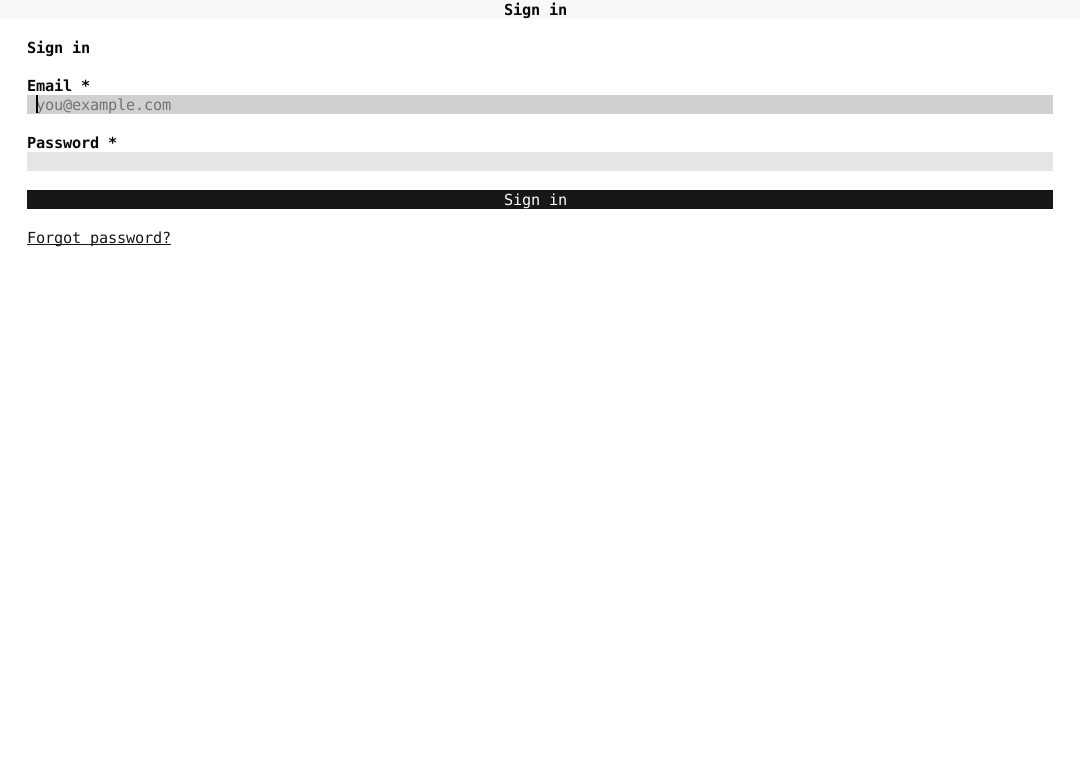 Sign in
Sign in
Email *
you@example.com
Password *
Sign in
Forgot password?